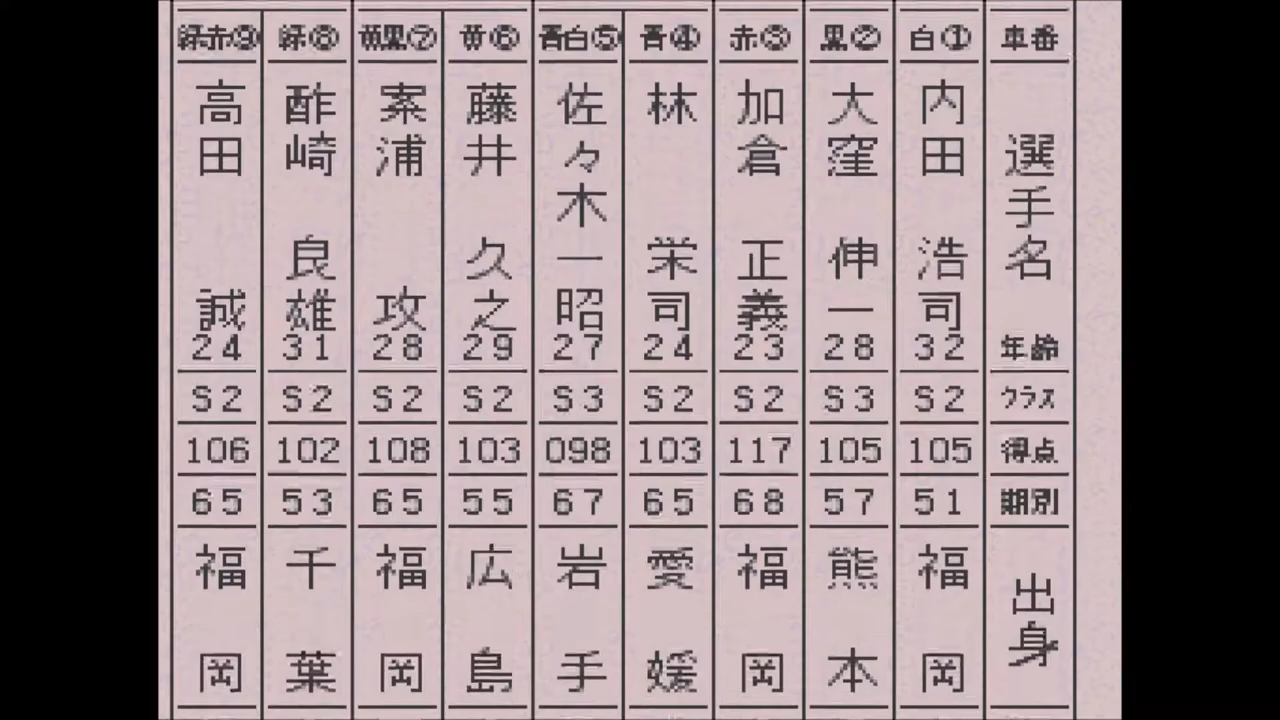 車番 選手名 年齢 クラス 得点 期別 出身
白① 内田 浩司 32 S2 105 51 福岡
黒② 大窪 伸一 28 S3 105 57 熊本
赤③ 加倉 正義 23 S2 117 68 福岡
青④ 林 栄司 24 S2 103 65 愛媛
青白⑤ 佐々木一昭 27 S3 098 67 岩手
黄⑥ 藤井 久之 29 S2 103 55 広島
黄黒⑦ 案浦 攻 28 S2 108 65 福岡
緑⑧ 酢崎 良雄 31 S2 102 53 千葉
緑赤⑨ 高田 誠 24 S2 106 65 福岡